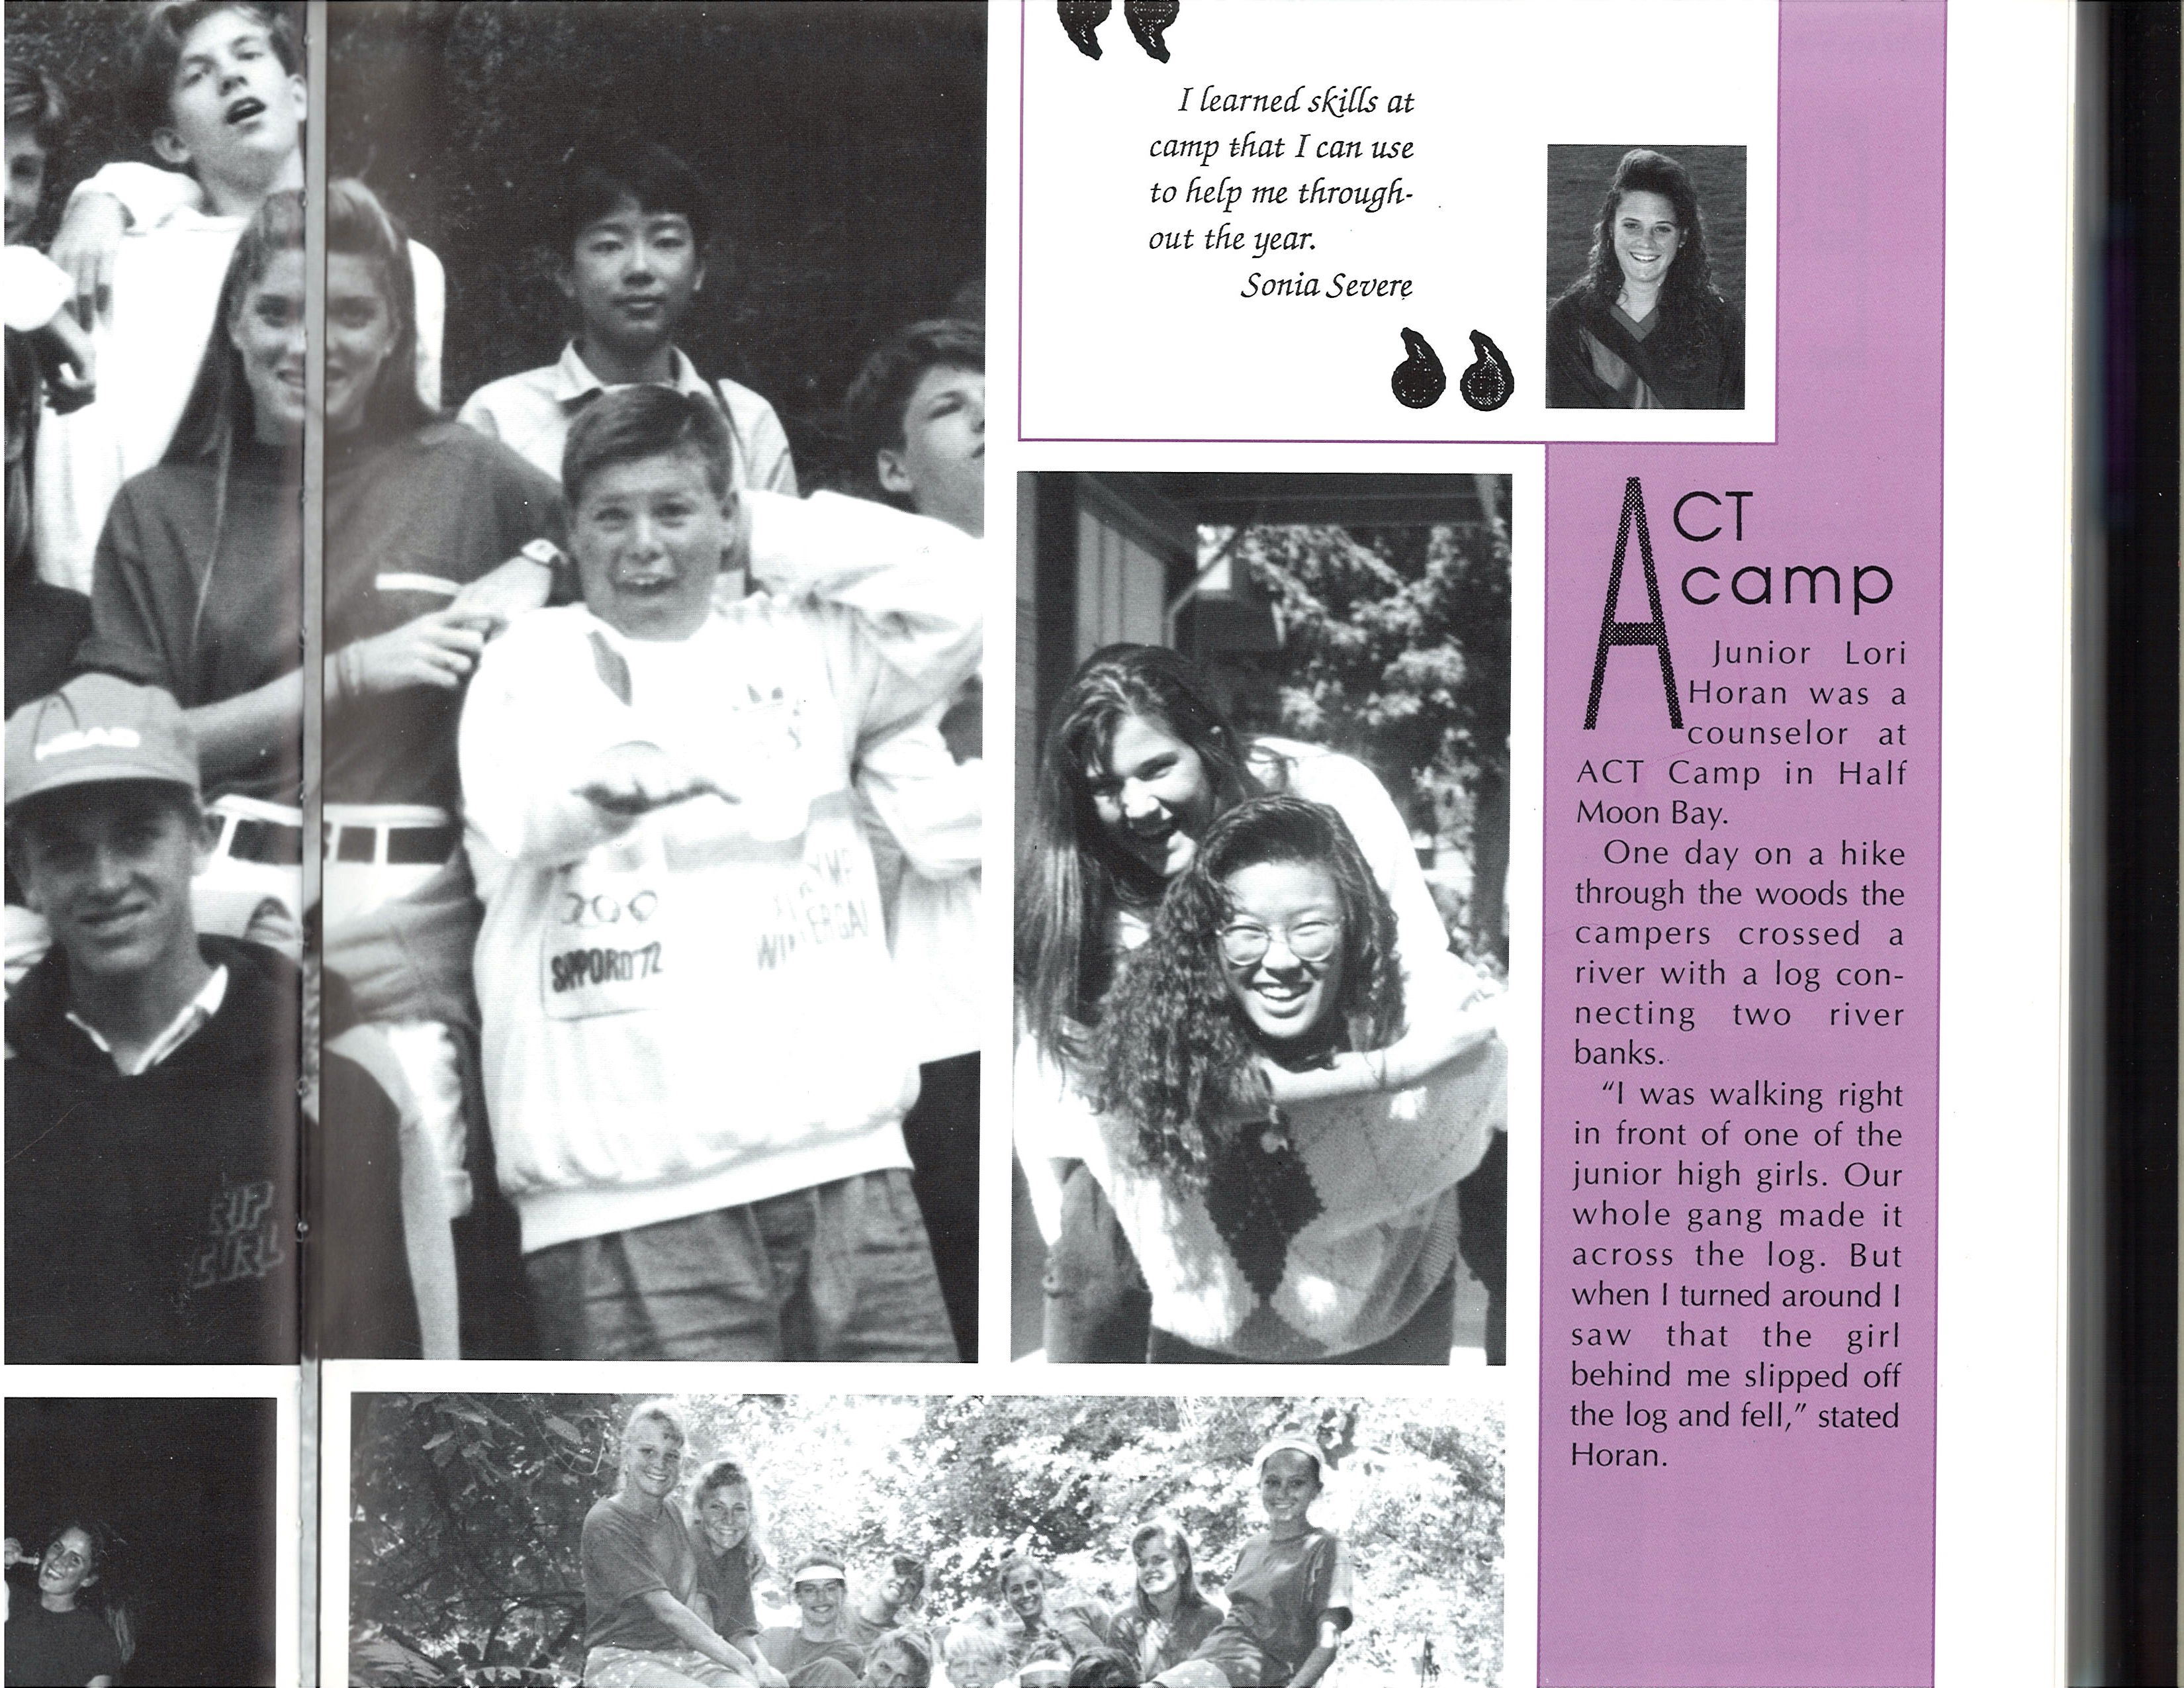 I learned skills at
camp that I can use
to help me through-
out the year.
Sonia Severe
ACT
camp
Junior Lori
Horan was a
counselor at
ACT Camp in Half
Moon Bay.
One day on a hike
through the woods the
campers crossed a
river with a log con-
necting two river
banks.
“I was walking right
in front of one of the
junior high girls. Our
whole gang made it
across the log. But
when I turned around I
saw that the girl
behind me slipped off
the log and fell,” stated
Horan.
SAPPORO'72
RIP
CURL